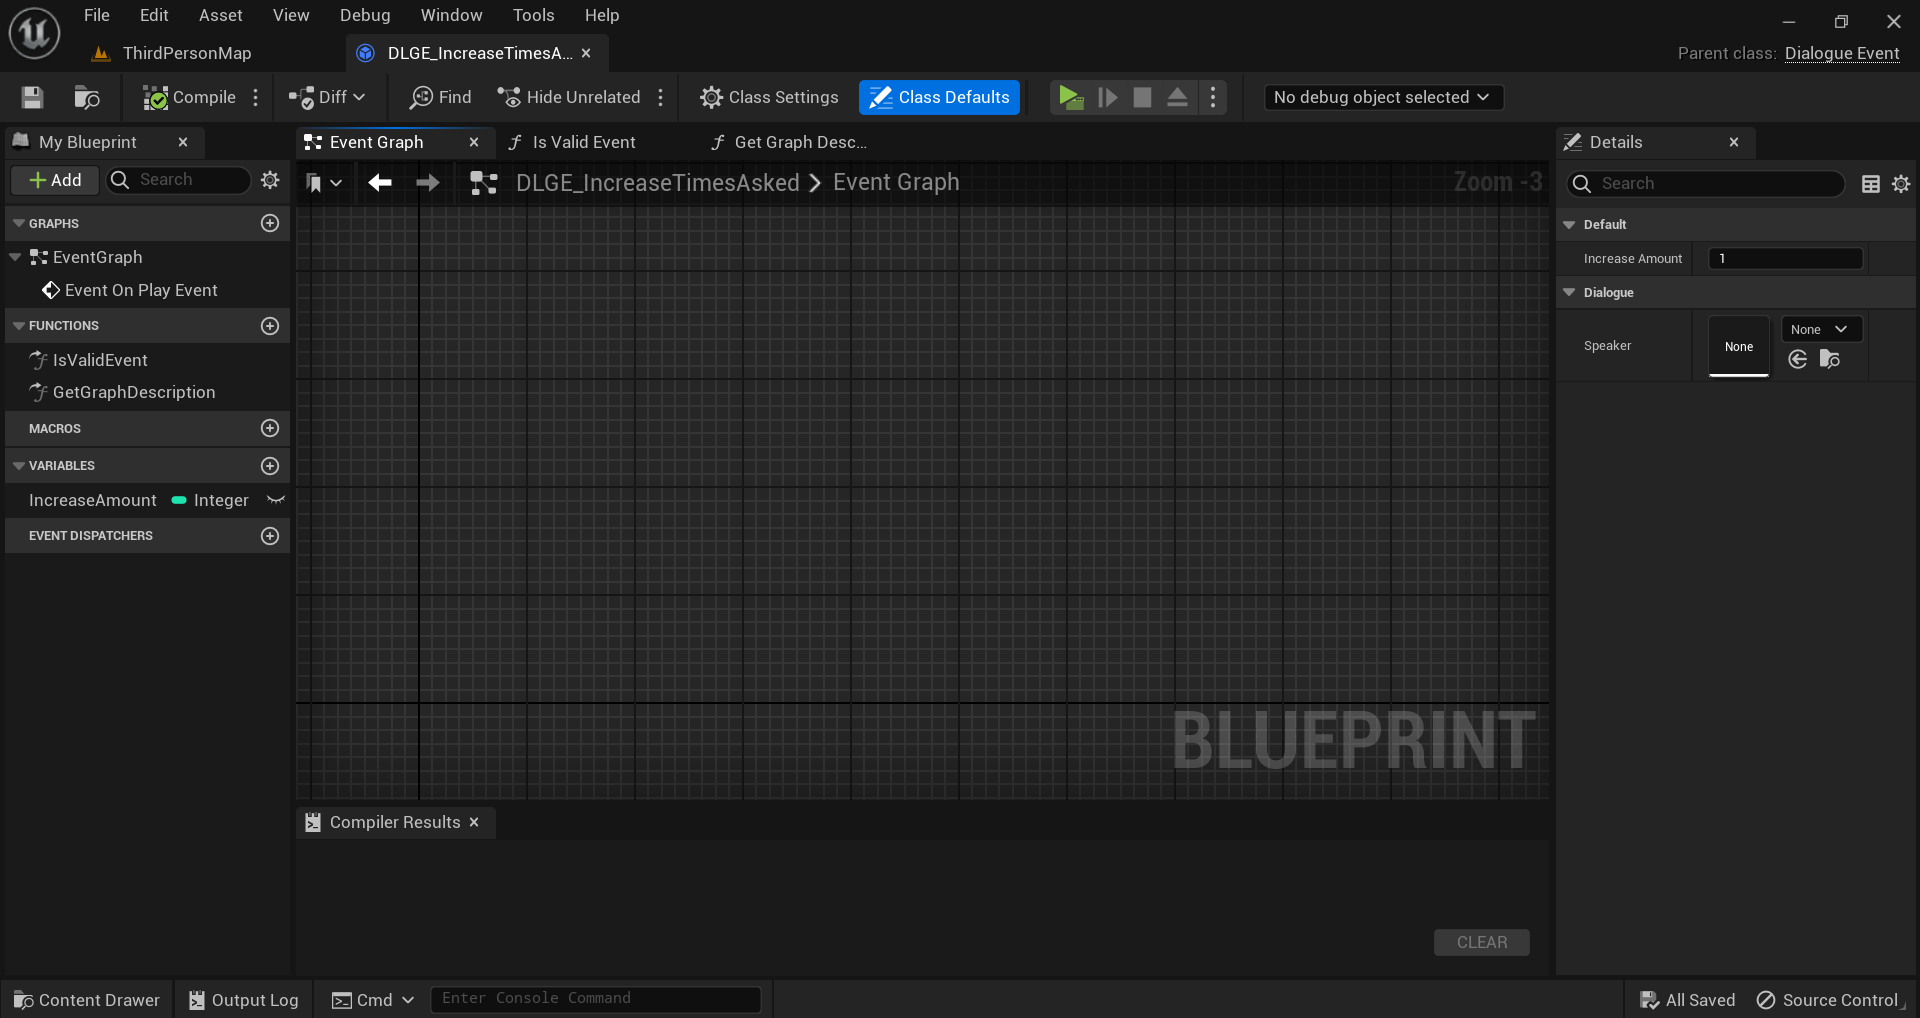 File Edit Asset View Debug Window Tools Help
ThirdPersonMap
DLGE_IncreaseTimesA...
Parent class: Dialogue Event
Compile
Diff
Find
Hide Unrelated
Class Settings
Class Defaults
No debug object selected
My Blueprint
Add
Search
GRAPHS
EventGraph
Event On Play Event
FUNCTIONS
IsValidEvent
GetGraphDescription
MACROS
VARIABLES
IncreaseAmount Integer
EVENT DISPATCHERS
Event Graph
Is Valid Event
Get Graph Desc...
DLGE_IncreaseTimesAsked > Event Graph
Zoom -3
BLUEPRINT
Compiler Results
CLEAR
Details
Search
Default
Increase Amount 1
Dialogue
Speaker
None
None
Content Drawer
Output Log
Cmd
Enter Console Command
All Saved
Source Control